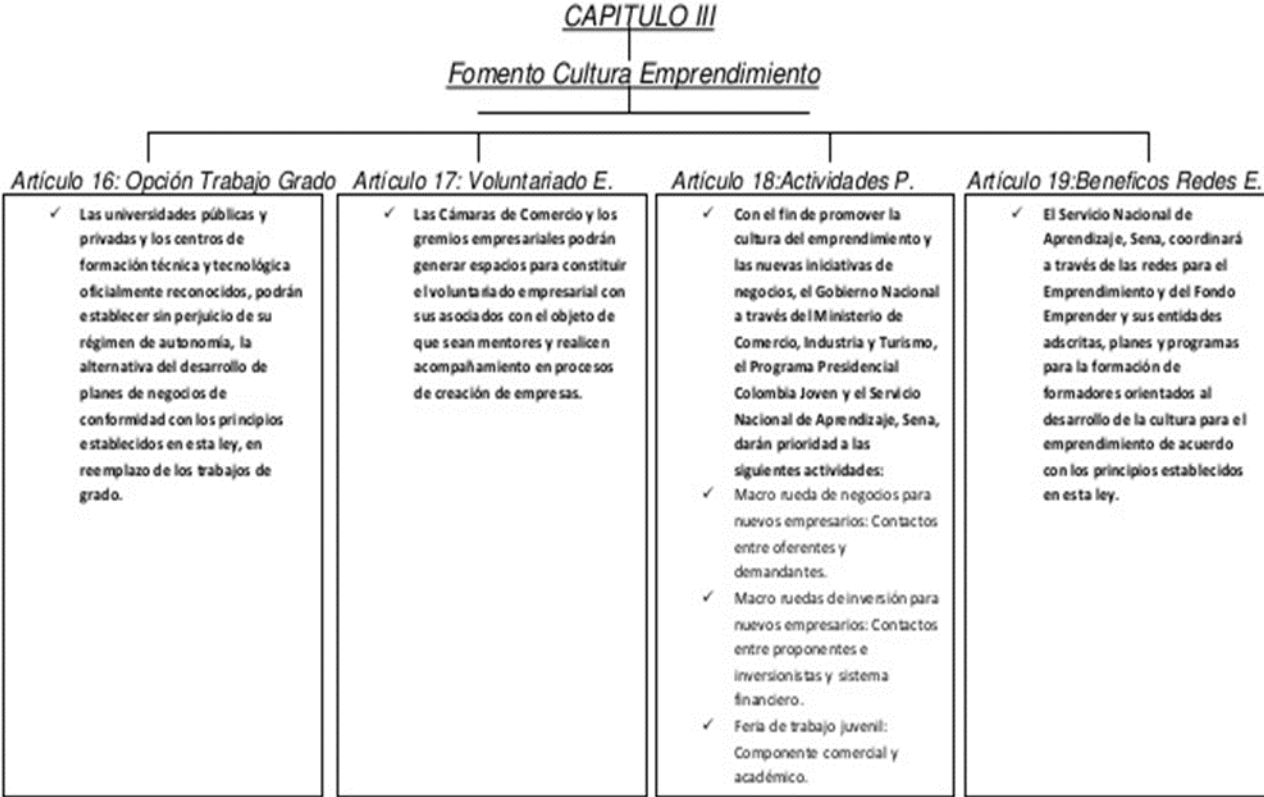 CAPITULO III
Fomento Cultura Emprendimiento
Artículo 16: Opción Trabajo Grado
✓ Las universidades públicas y
privadas y los centros de
formación técnica y tecnológica
oficialmente reconocidos, podrán
establecer sin perjuicio de su
régimen de autonomía, la
alternativa del desarrollo de
planes de negocios de
conformidad con los principios
establecidos en esta ley, en
reemplazo de los trabajos de
grado.
Artículo 17: Voluntariado E.
✓ Las Cámaras de Comercio y los
gremios empresariales podrán
generar espacios para constituir
el voluntariado empresarial con
sus asociados con el objeto de
que sean mentores y realicen
acompañamiento en procesos
de creación de empresas.
Artículo 18:Actividades P.
✓ Con el fin de promover la
cultura del emprendimiento y
las nuevas iniciativas de
negocios, el Gobierno Nacional
a través del Ministerio de
Comercio, Industria y Turismo,
el Programa Presidencial
Colombia Joven y el Servicio
Nacional de Aprendizaje, Sena,
darán prioridad a las
siguientes actividades:
✓ Macro rueda de negocios para
nuevos empresarios: Contactos
entre oferentes y
demandantes.
✓ Macro ruedas de inversión para
nuevos empresarios: Contactos
entre proponentes e
inversionistas y sistema
financiero.
✓ Feria de trabajo juvenil:
Componente comercial y
académico.
Artículo 19:Beneficos Redes E.
✓ El Servicio Nacional de
Aprendizaje, Sena, coordinará
a través de las redes para el
Emprendimiento y del Fondo
Emprender y sus entidades
adscritas, planes y programas
para la formación de
formadores orientados al
desarrollo de la cultura para el
emprendimiento de acuerdo
con los principios establecidos
en esta ley.